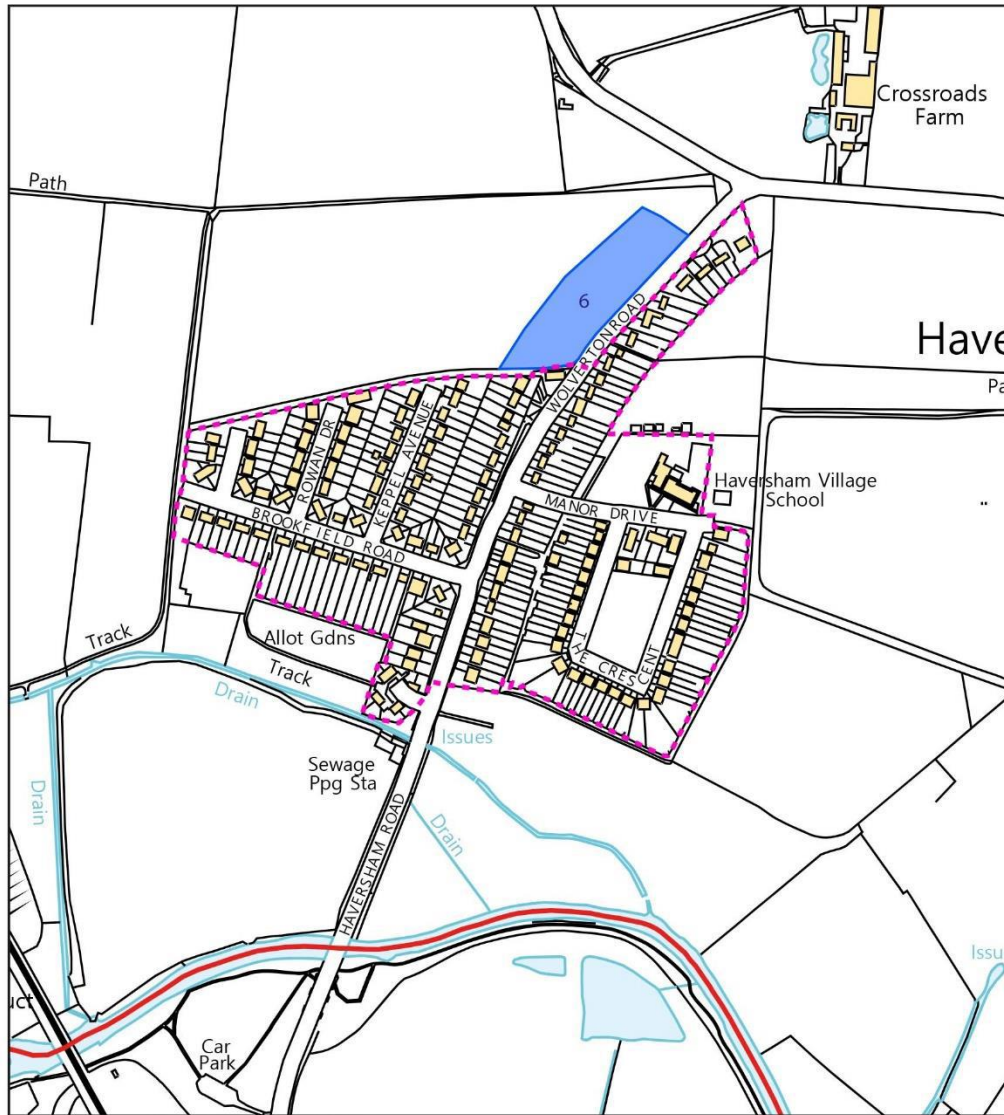 Crossroads
Farm
Path
6
WOLVERTON ROAD
Have
Pa
ROWAN DR
KEPPEL AVENUE
Haversham Village
School
MANOR DRIVE
BROOKFIELD ROAD
THE CRESCENT
Allot Gdns
Track
Track
Drain
Issues
Sewage
Ppg Sta
Drain
Drain
HAVERSHAM ROAD
Issu
uct
Car
Park